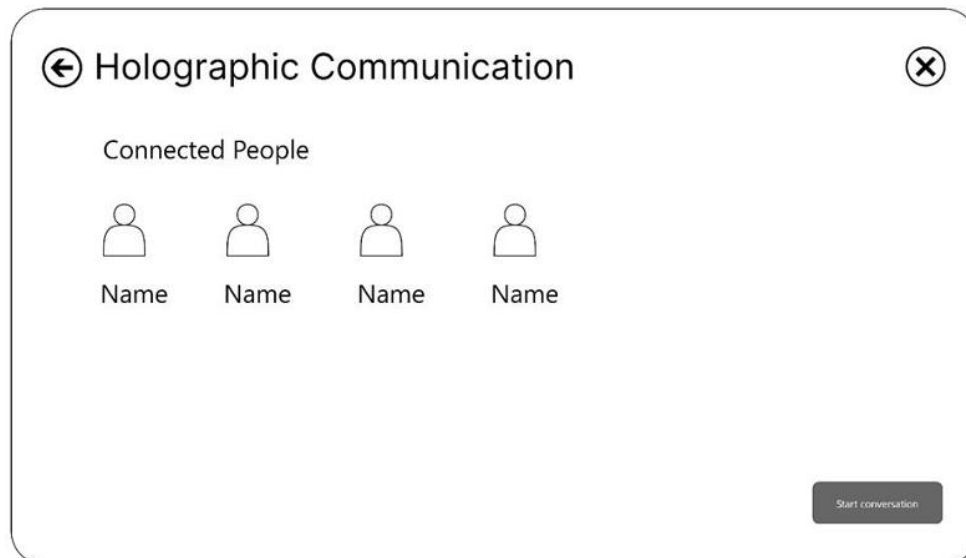 Holographic Communication
Connected People
Name Name Name Name
Start conversation